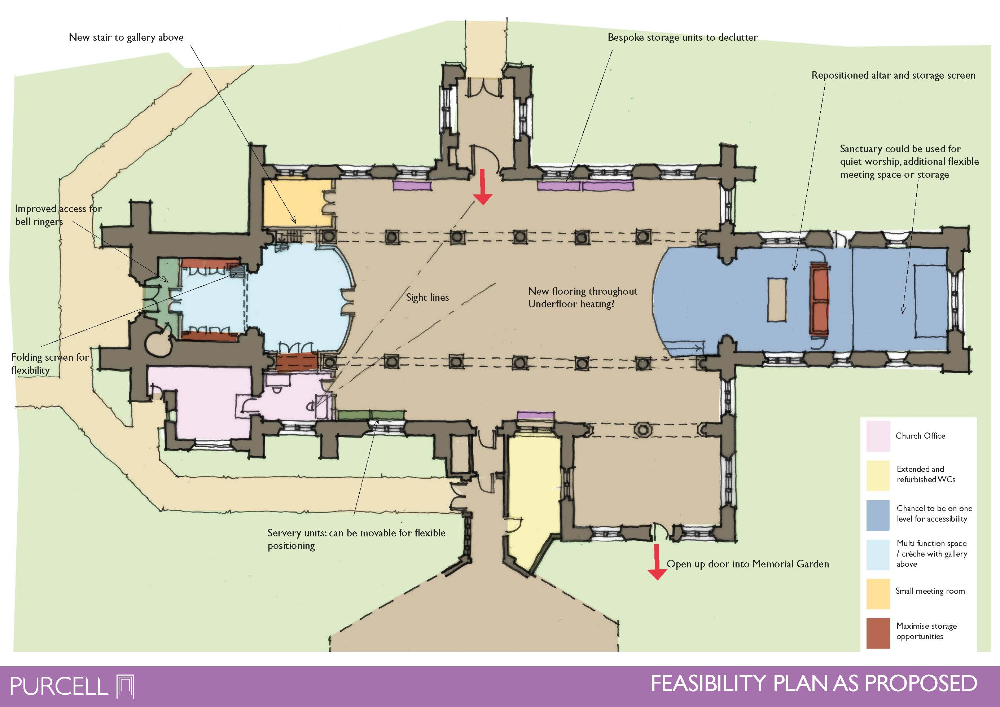 New stair to gallery above
Bespoke storage units to declutter
Repositioned altar and storage screen
Sanctuary could be used for
quiet worship, additional flexible
meeting space or storage
Improved access for
bell ringers
Sight lines
New flooring throughout
Underfloor heating?
Folding screen for
flexibility
Servery units: can be movable for flexible
positioning
Open up door into Memorial Garden
Church Office
Extended and
refurbished WCs
Chancel to be on one
level for accessibility
Multi function space
/ crèche with gallery
above
Small meeting room
Maximise storage
opportunities
PURCELL
FEASIBILITY PLAN AS PROPOSED